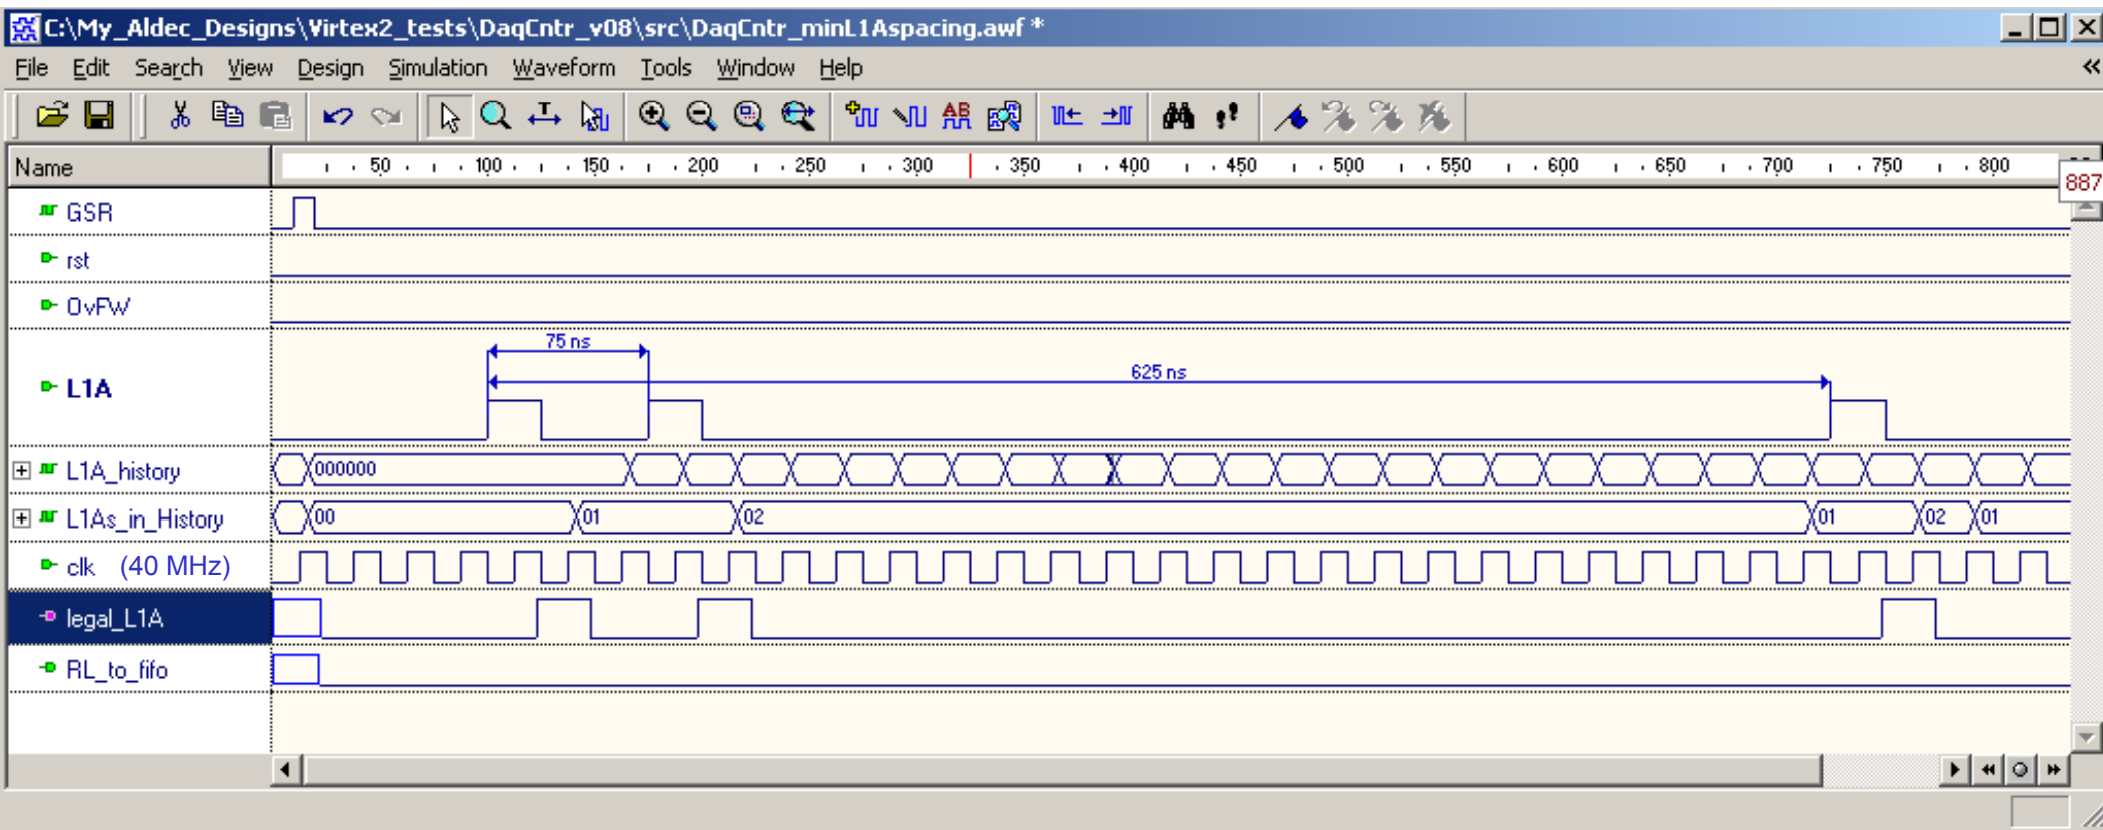 C:\My_Aldec_Designs\Virtex2_tests\DaqCntr_v08\src\DaqCntr_minL1Aspacing.awf *
File Edit Search View Design Simulation Waveform Tools Window Help
Name 50 100 150 200 250 300 350 400 450 500 550 600 650 700 750 800
887
GSR
rst
OvFW
75 ns
625 ns
L1A
L1A_history 000000
L1As_in_History 00 01 02 01 02 01
clk (40 MHz)
legal_L1A
RL_to_fifo